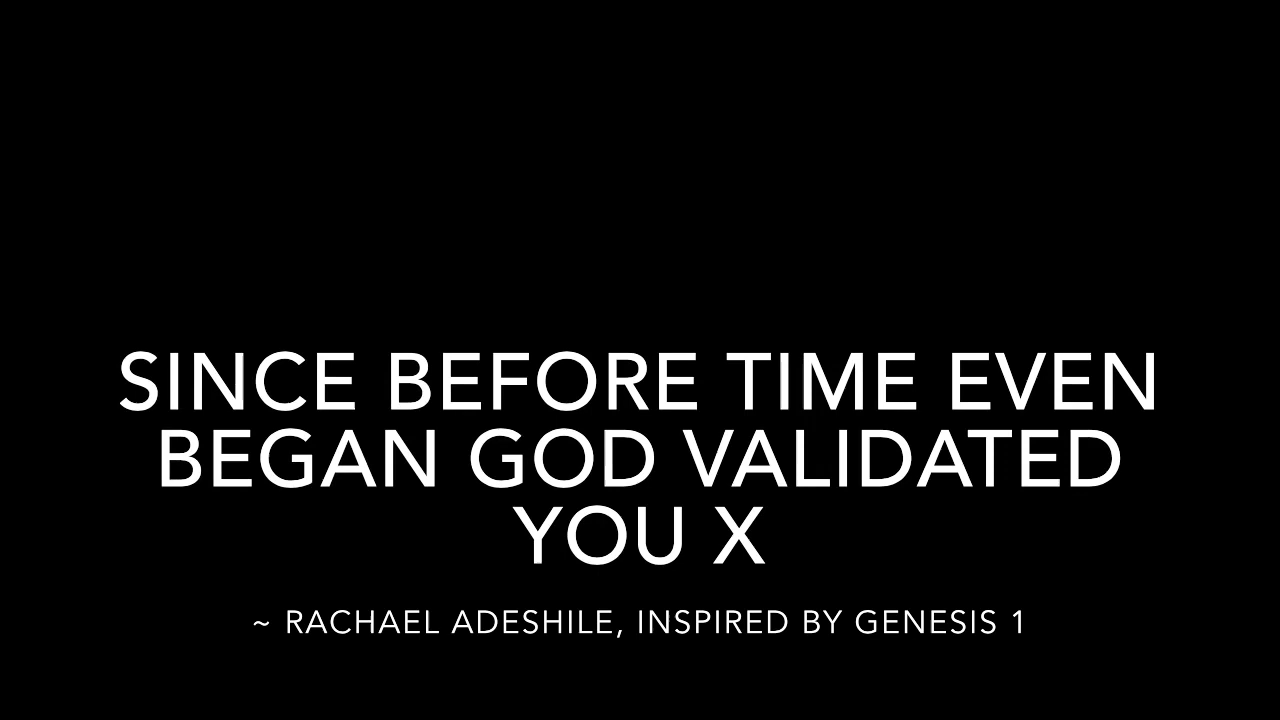 SINCE BEFORE TIME EVEN
BEGAN GOD VALIDATED
YOU X
~ RACHAEL ADESHILE, INSPIRED BY GENESIS 1